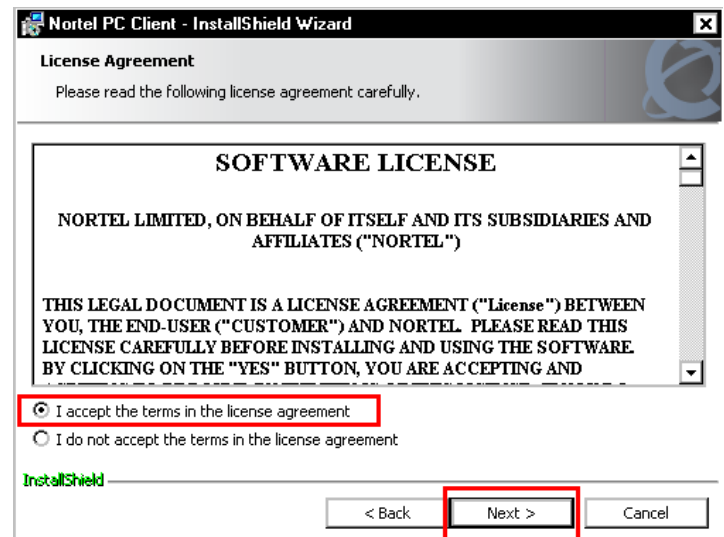 Nortel PC Client - InstallShield Wizard
License Agreement
Please read the following license agreement carefully.
SOFTWARE LICENSE
NORTEL LIMITED, ON BEHALF OF ITSELF AND ITS SUBSIDIARIES AND
AFFILIATES ("NORTEL")
THIS LEGAL DOCUMENT IS A LICENSE AGREEMENT ("License") BETWEEN
YOU, THE END-USER ("CUSTOMER") AND NORTEL. PLEASE READ THIS
LICENSE CAREFULLY BEFORE INSTALLING AND USING THE SOFTWARE.
BY CLICKING ON THE "YES" BUTTON, YOU ARE ACCEPTING AND
I accept the terms in the license agreement
I do not accept the terms in the license agreement
InstallShield
< Back
Next >
Cancel